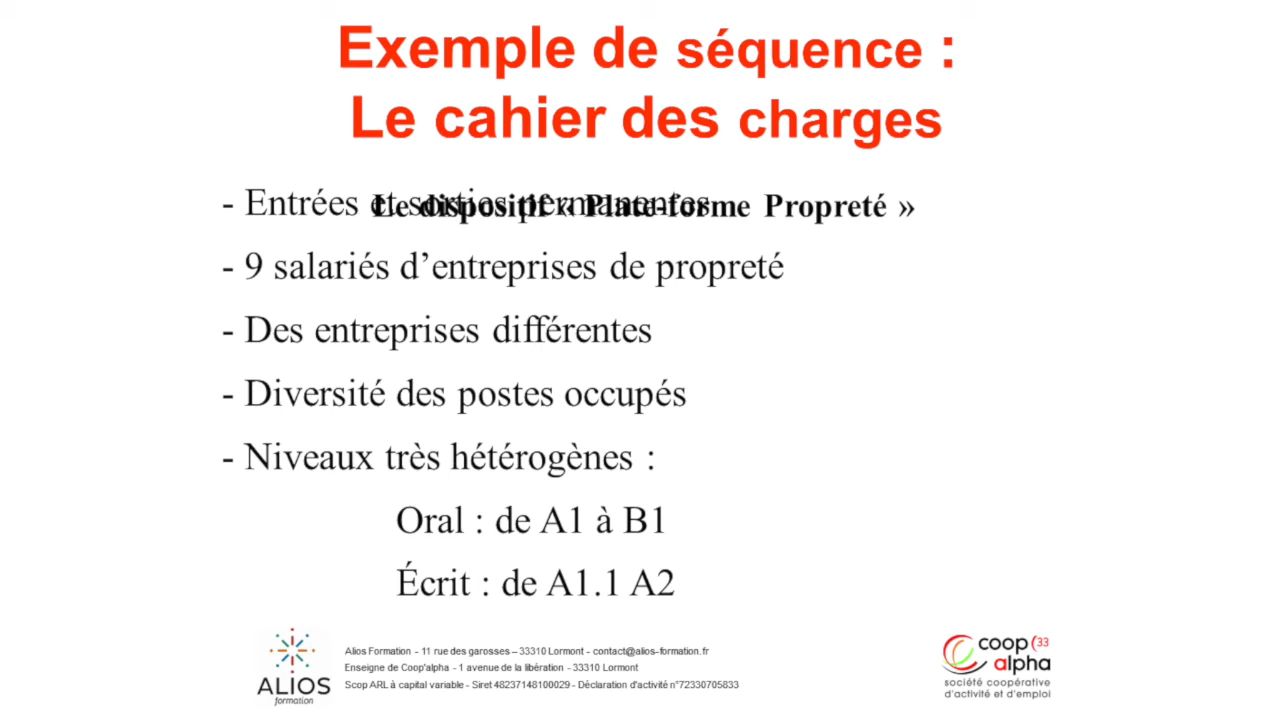 Exemple de séquence :
Le cahier des charges
Le dispositif « Plate-forme Propreté »
- Entrées et sorties permanentes
- 9 salariés d’entreprises de propreté
- Des entreprises différentes
- Diversité des postes occupés
- Niveaux très hétérogènes :
Oral : de A1 à B1
Écrit : de A1.1 A2
ALIOS
formation
Alios Formation - 11 rue des garosses – 33310 Lormont - contact@alios-formation.fr
Enseigne de Coop'alpha - 1 avenue de la libération - 33310 Lormont
Scop ARL à capital variable - Siret 48237148100029 - Déclaration d'activité n°72330705833
coop (33
alpha
société coopérative
d'activité et d'emploi